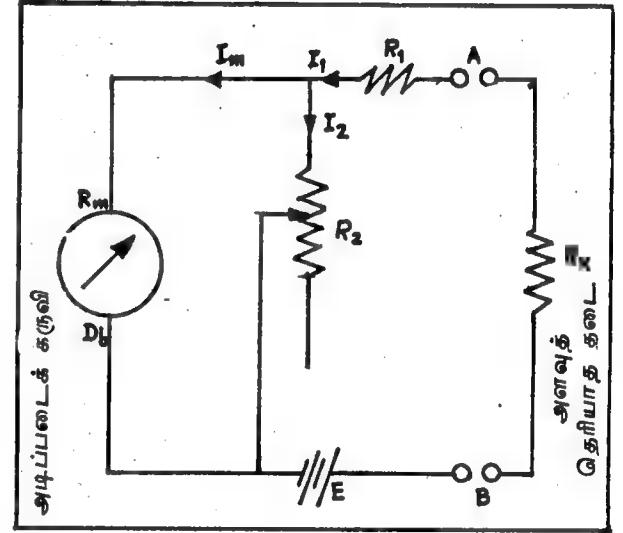 Im
I1
R1
A
I2
Rm
R2
Rx
அடிப்படைக் கருவி
அளவுத்
தெரியாத தடை
E
B